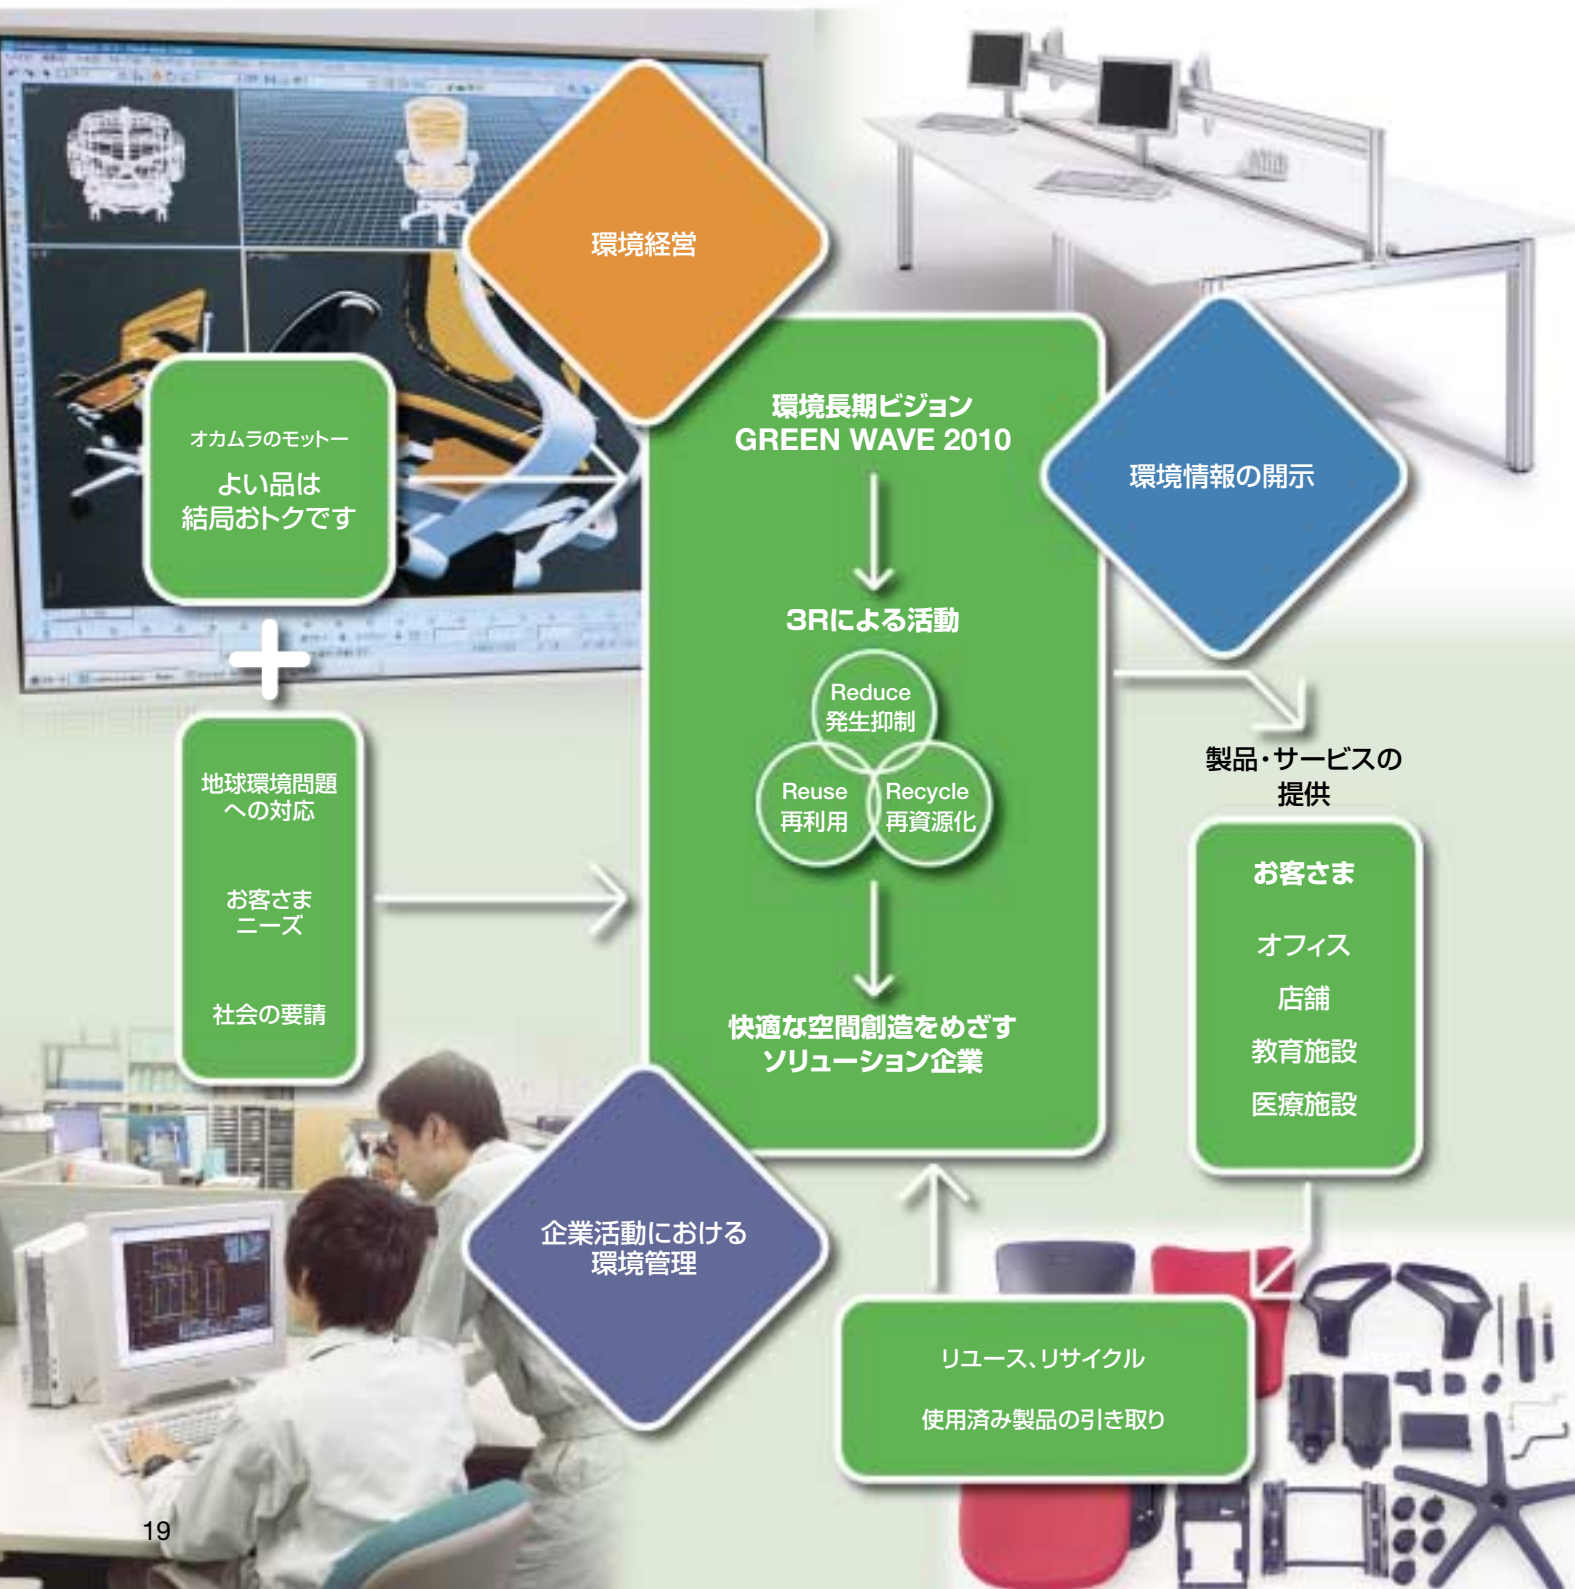 環境経営
環境長期ビジョン
GREEN WAVE 2010
環境情報の開示
オカムラのモットー
よい品は
結局おトクです
3Rによる活動
Reduce
発生抑制
Reuse
再利用
Recycle
再資源化
地球環境問題
への対応
お客さま
ニーズ
社会の要請
快適な空間創造をめざす
ソリューション企業
製品・サービスの
提供
お客さま
オフィス
店舗
教育施設
医療施設
企業活動における
環境管理
リユース、リサイクル
使用済み製品の引き取り
19